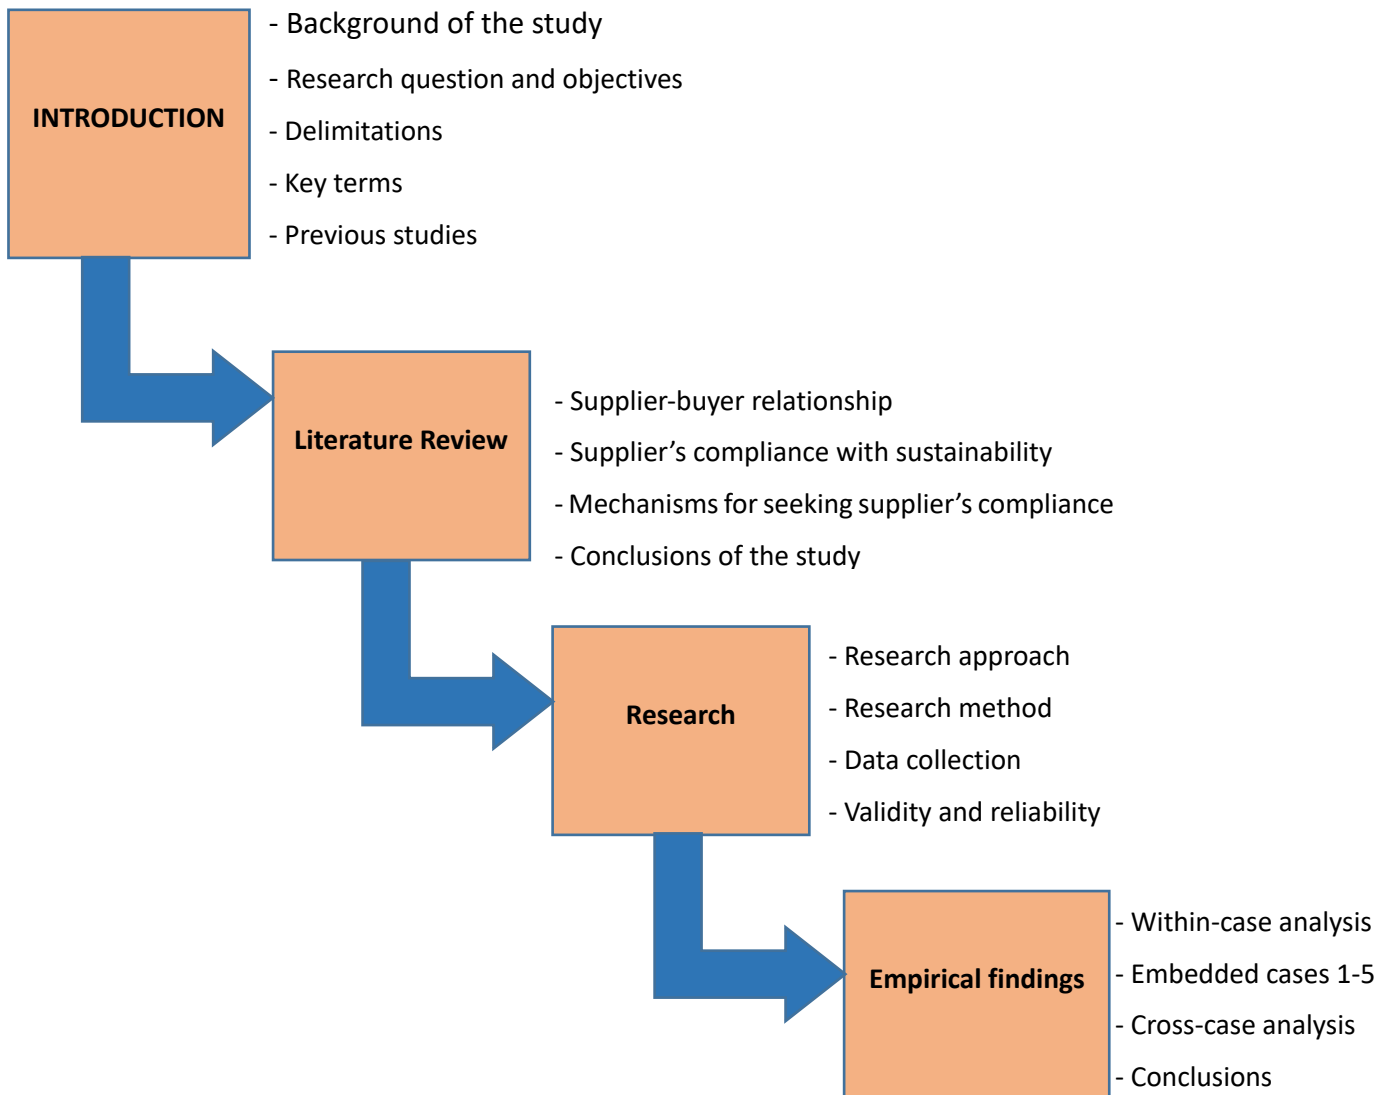 INTRODUCTION
- Background of the study
- Research question and objectives
- Delimitations
- Key terms
- Previous studies
Literature Review
- Supplier-buyer relationship
- Supplier’s compliance with sustainability
- Mechanisms for seeking supplier’s compliance
- Conclusions of the study
Research
- Research approach
- Research method
- Data collection
- Validity and reliability
Empirical findings
- Within-case analysis
- Embedded cases 1-5
- Cross-case analysis
- Conclusions